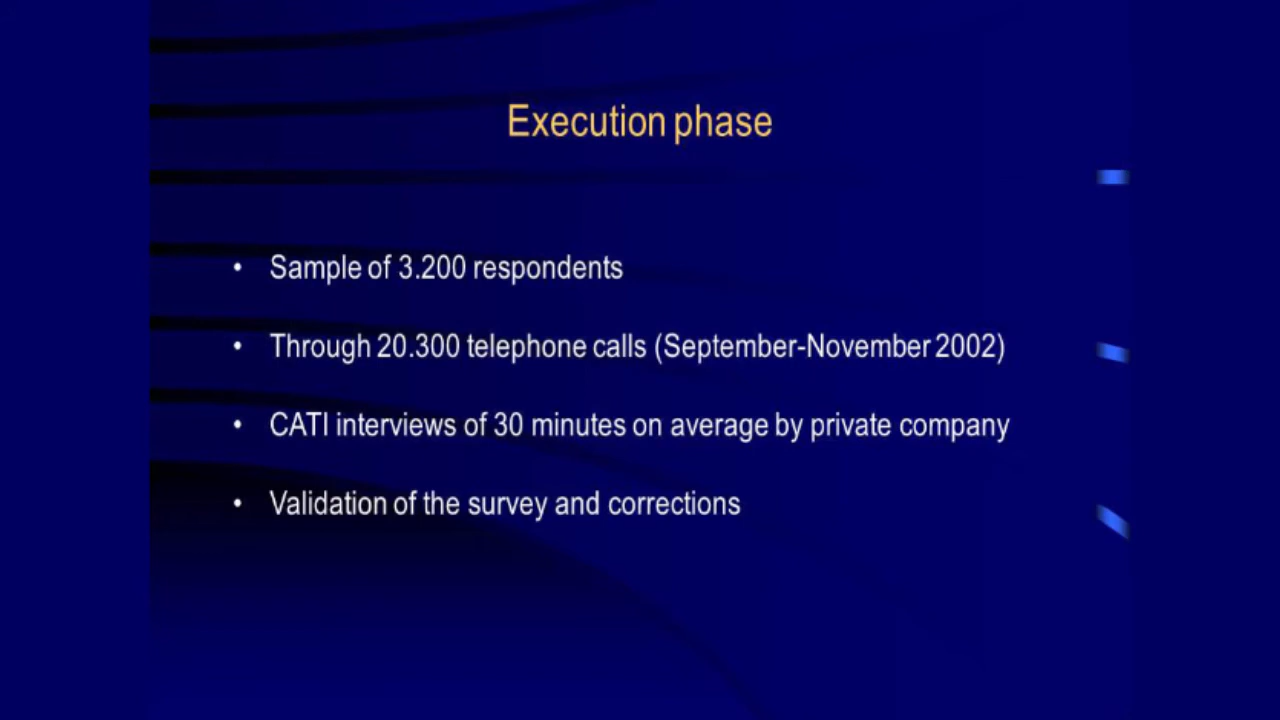 Execution phase
• Sample of 3.200 respondents
• Through 20.300 telephone calls (September-November 2002)
• CATI interviews of 30 minutes on average by private company
• Validation of the survey and corrections